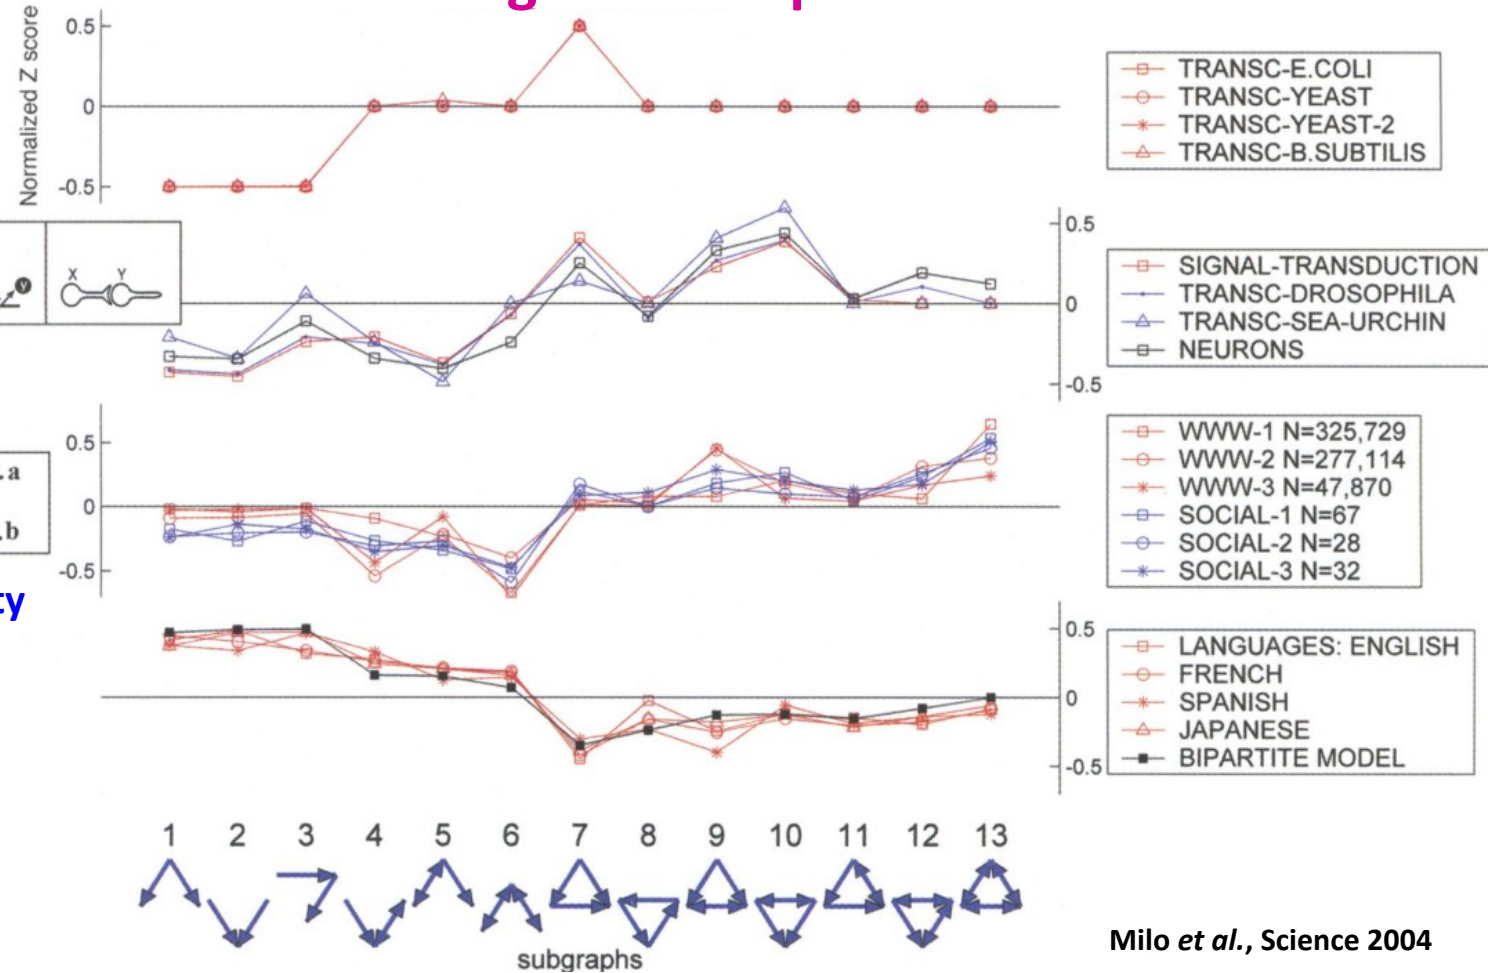 Normalized Z score
0.5
0
-0.5
TRANSC-E.COLI
TRANSC-YEAST
TRANSC-YEAST-2
TRANSC-B.SUBTILIS
X Y
0.5
0
-0.5
SIGNAL-TRANSDUCTION
TRANSC-DROSOPHILA
TRANSC-SEA-URCHIN
NEURONS
.a
.b
0.5
0
-0.5
WWW-1 N=325,729
WWW-2 N=277,114
WWW-3 N=47,870
SOCIAL-1 N=67
SOCIAL-2 N=28
SOCIAL-3 N=32
ty
0.5
0
-0.5
LANGUAGES: ENGLISH
FRENCH
SPANISH
JAPANESE
BIPARTITE MODEL
1 2 3 4 5 6 7 8 9 10 11 12 13
subgraphs
Milo et al., Science 2004